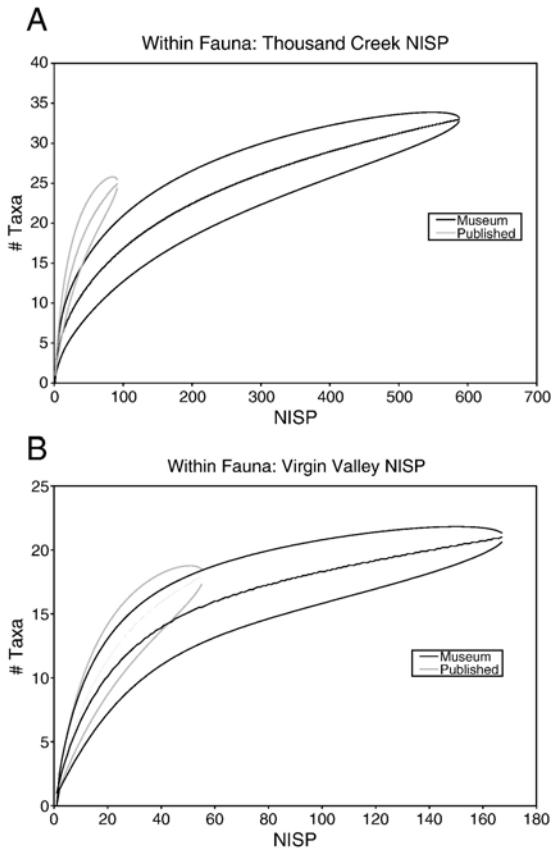 A
Within Fauna: Thousand Creek NISP
40
35
30
25
20
15
10
5
0
# Taxa
Museum
Published
0 100 200 300 400 500 600 700
NISP
B
Within Fauna: Virgin Valley NISP
25
20
15
10
5
0
# Taxa
Museum
Published
0 20 40 60 80 100 120 140 160 180
NISP